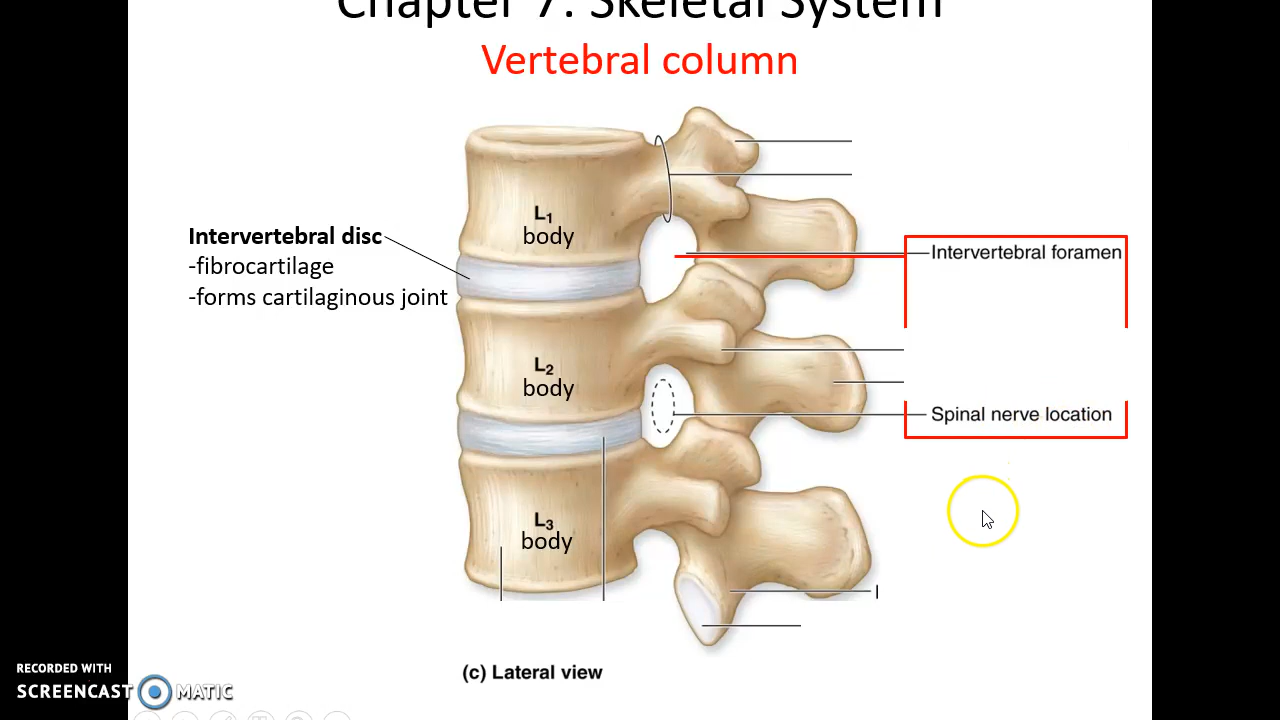 Chapter 7: Skeletal System
Vertebral column
L1
body
Intervertebral disc
-fibrocartilage
-forms cartilaginous joint
Intervertebral foramen
L2
body
Spinal nerve location
L3
body
(c) Lateral view
RECORDED WITH
SCREENCAST MATIC